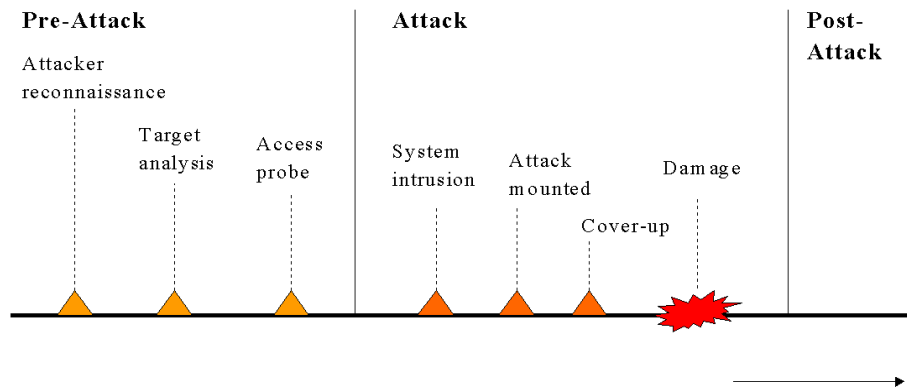 Pre-Attack
Attack
Post-
Attack
Attacker
reconnaissance
Target
analysis
Access
probe
System
intrusion
Attack
mounted
Cover-up
Damage